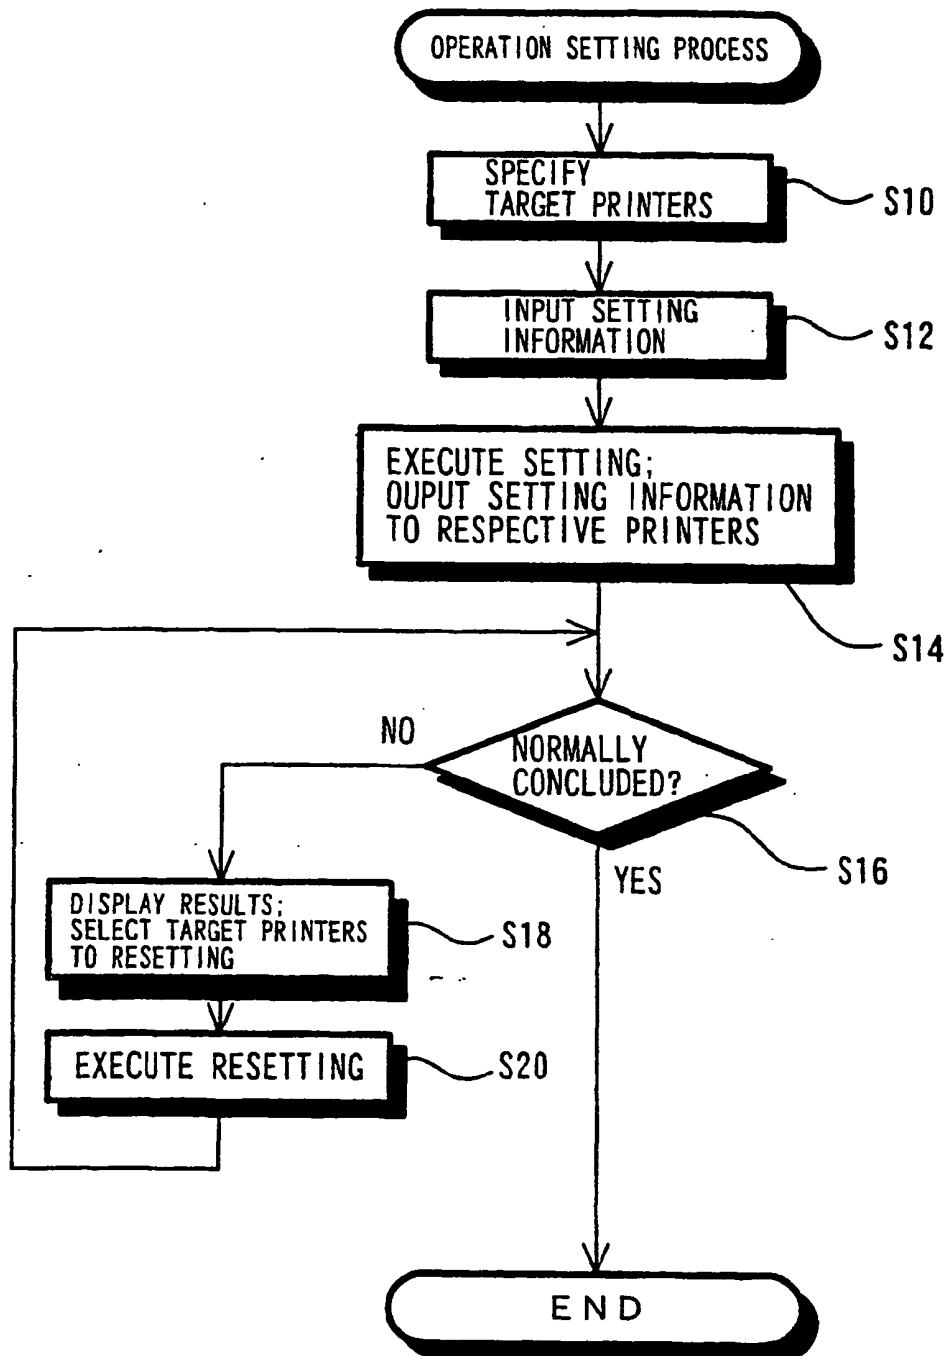 OPERATION SETTING PROCESS
SPECIFY
TARGET PRINTERS
S10
INPUT SETTING
INFORMATION
S12
EXECUTE SETTING;
OUPUT SETTING INFORMATION
TO RESPECTIVE PRINTERS
S14
NO
NORMALLY
CONCLUDED?
S16
YES
DISPLAY RESULTS;
SELECT TARGET PRINTERS
TO RESETTING
S18
EXECUTE RESETTING
S20
END